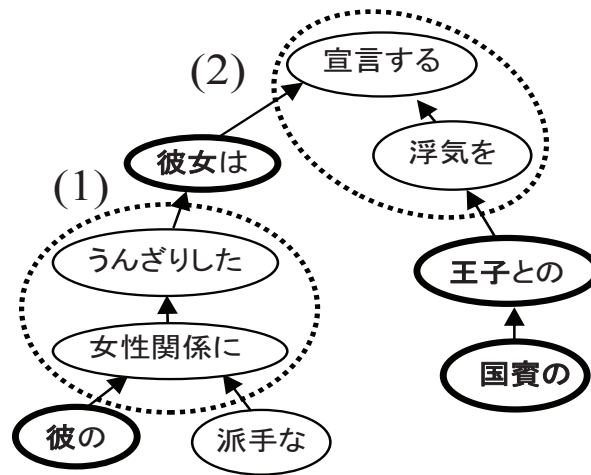 (2)
宣言する
彼女は
浮気を
(1)
うんざりした
王子との
女性関係に
国賓の
彼の
派手な